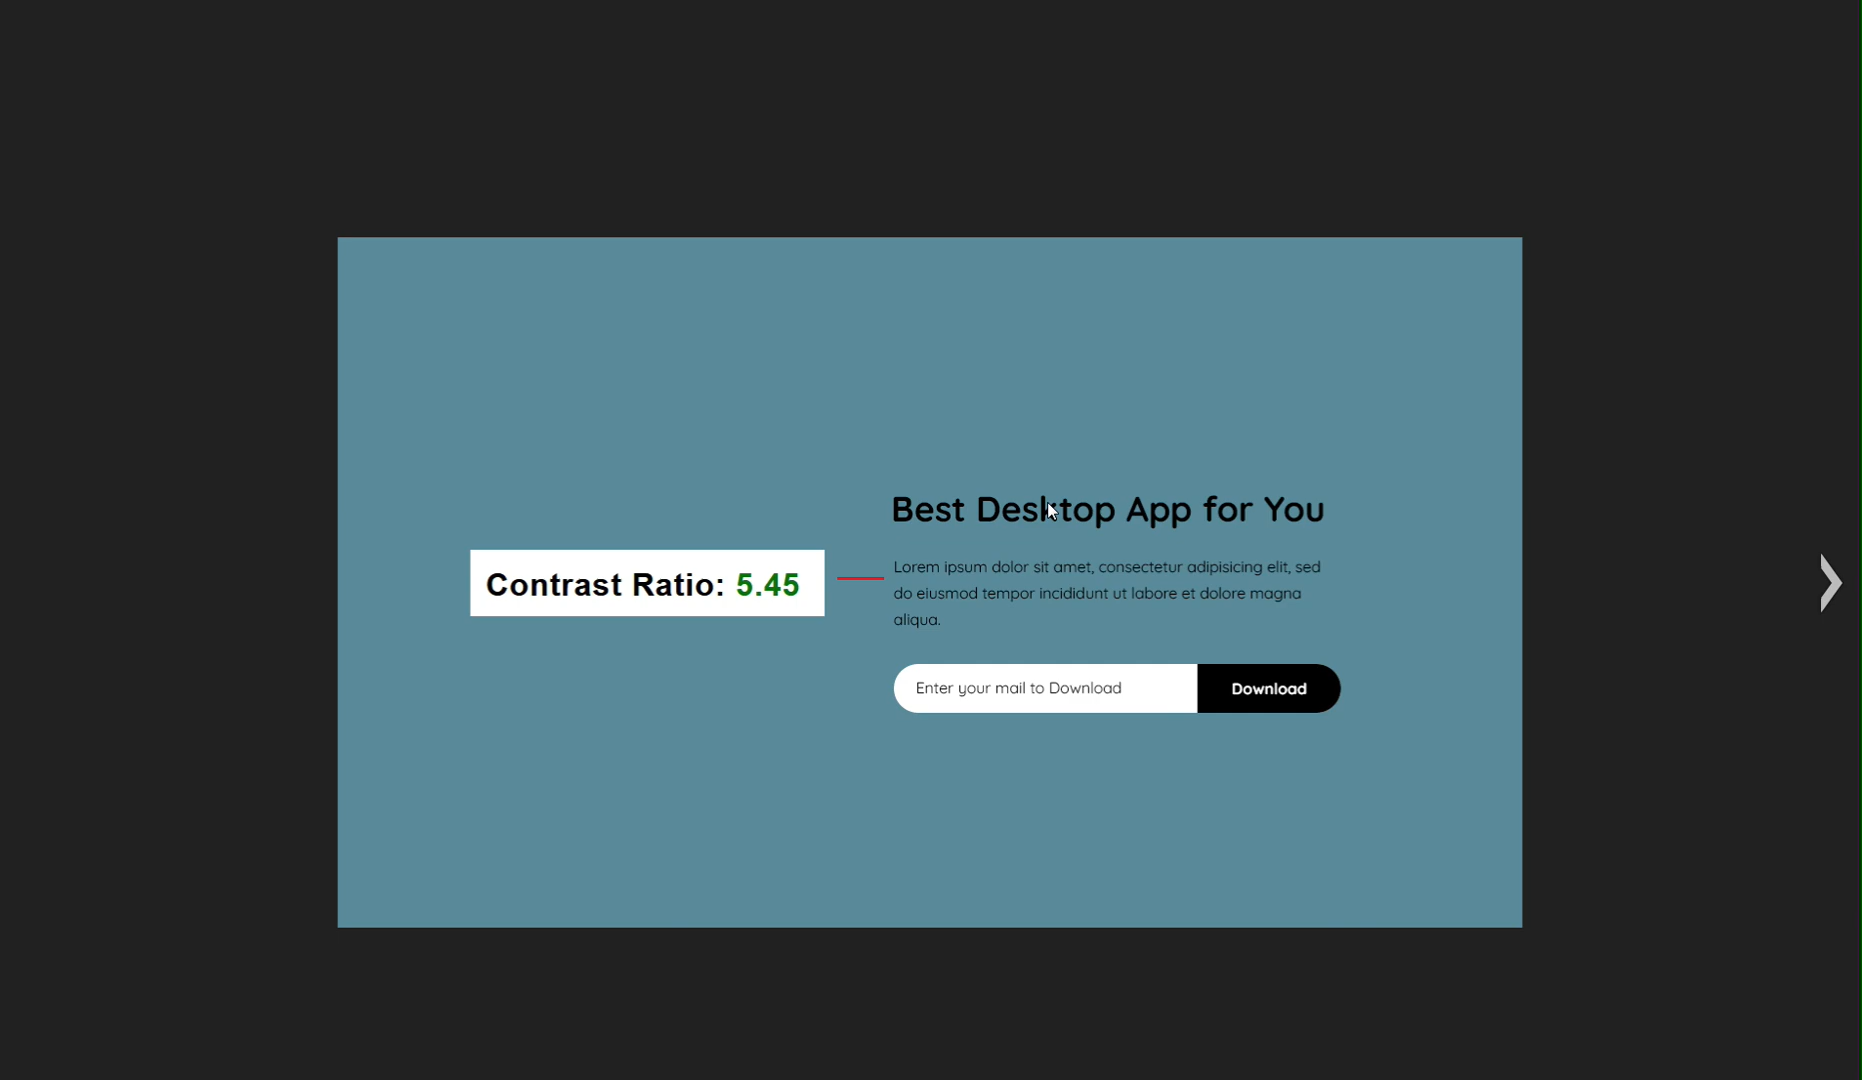 Best Desktop App for You
Contrast Ratio: 5.45
Lorem ipsum dolor sit amet, consectetur adipisicing elit, sed
do eiusmod tempor incididunt ut labore et dolore magna
aliqua.
Enter your mail to Download
Download